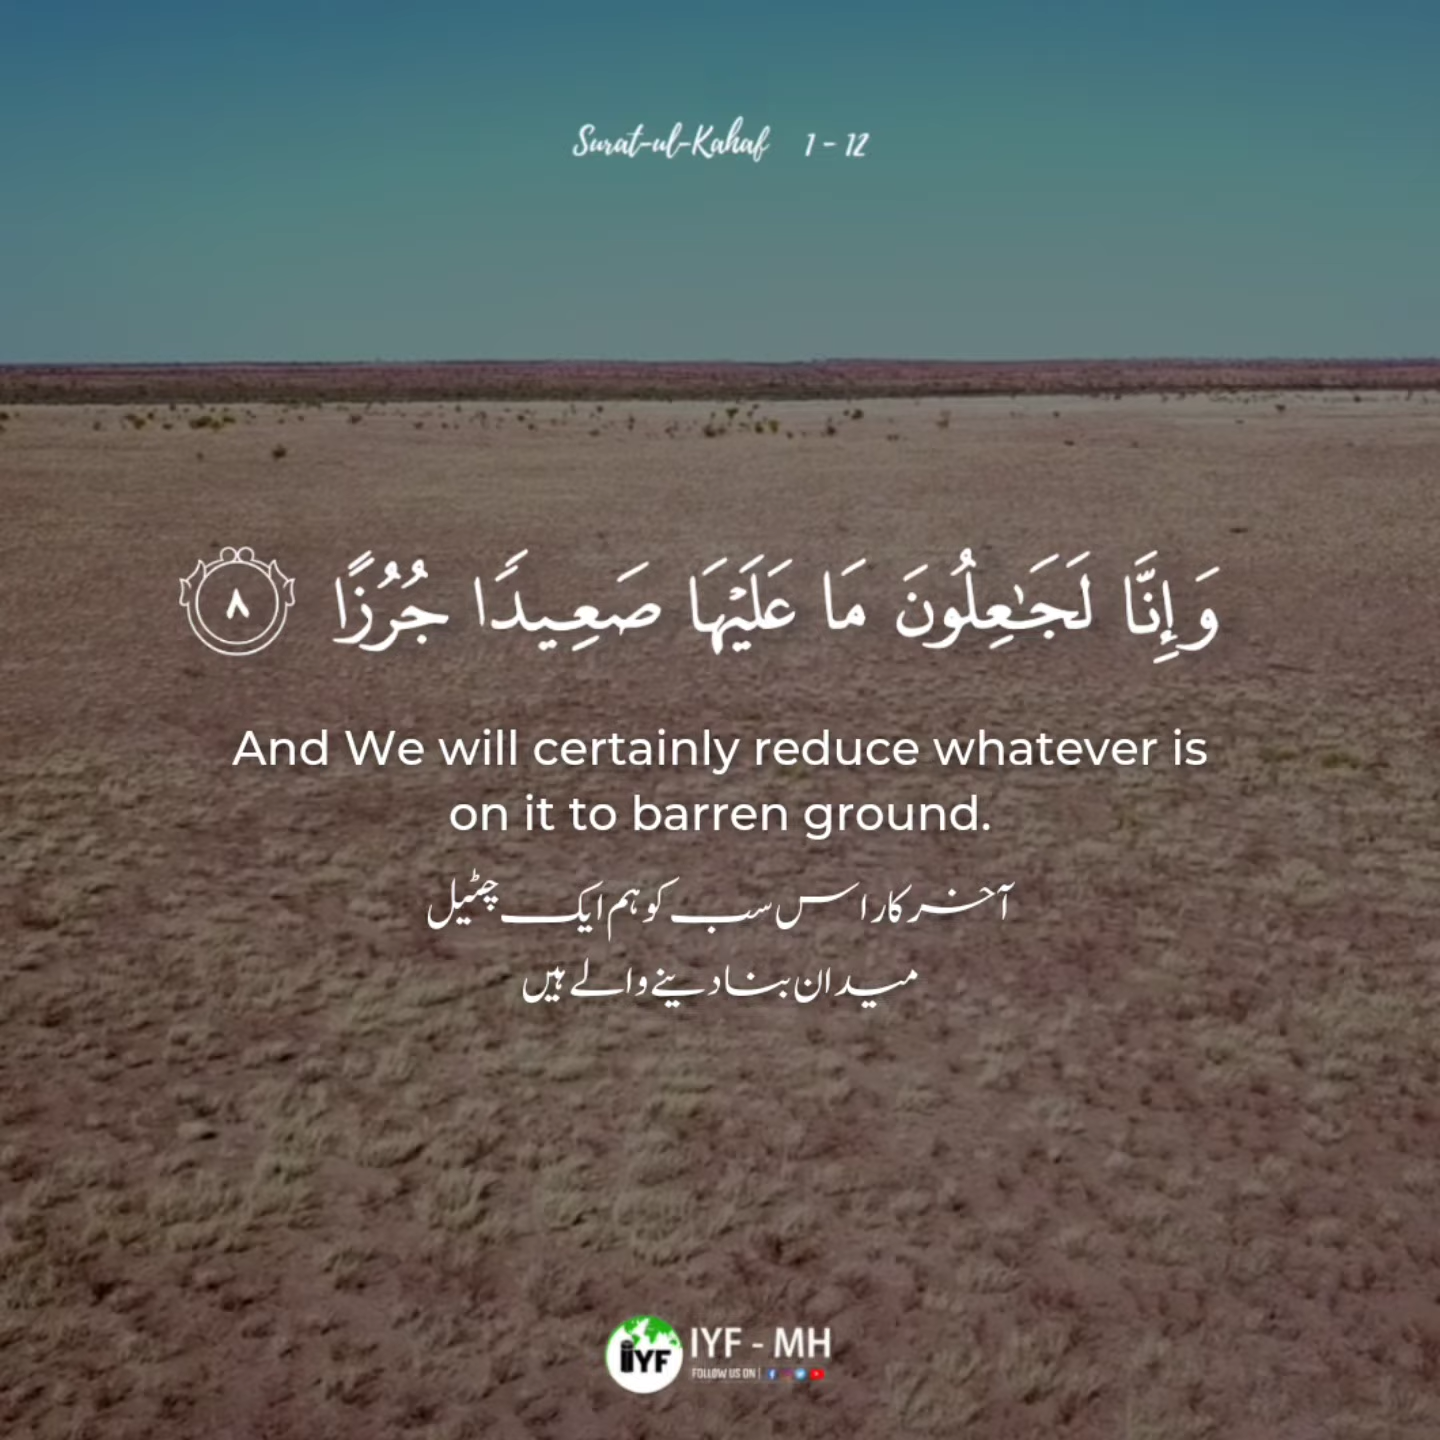 Surat-ul-Kahaf 1 - 12
وَإِنَّا لَجَـٰعِلُونَ مَا عَلَيْهَا صَعِيدًا جُرُزًا ٨
And We will certainly reduce whatever is
on it to barren ground.
آخر کار اس سب کو ہم ایک چٹیل
میدان بنا دینے والے ہیں
iYF IYF - MH
FOLLOW US ON |